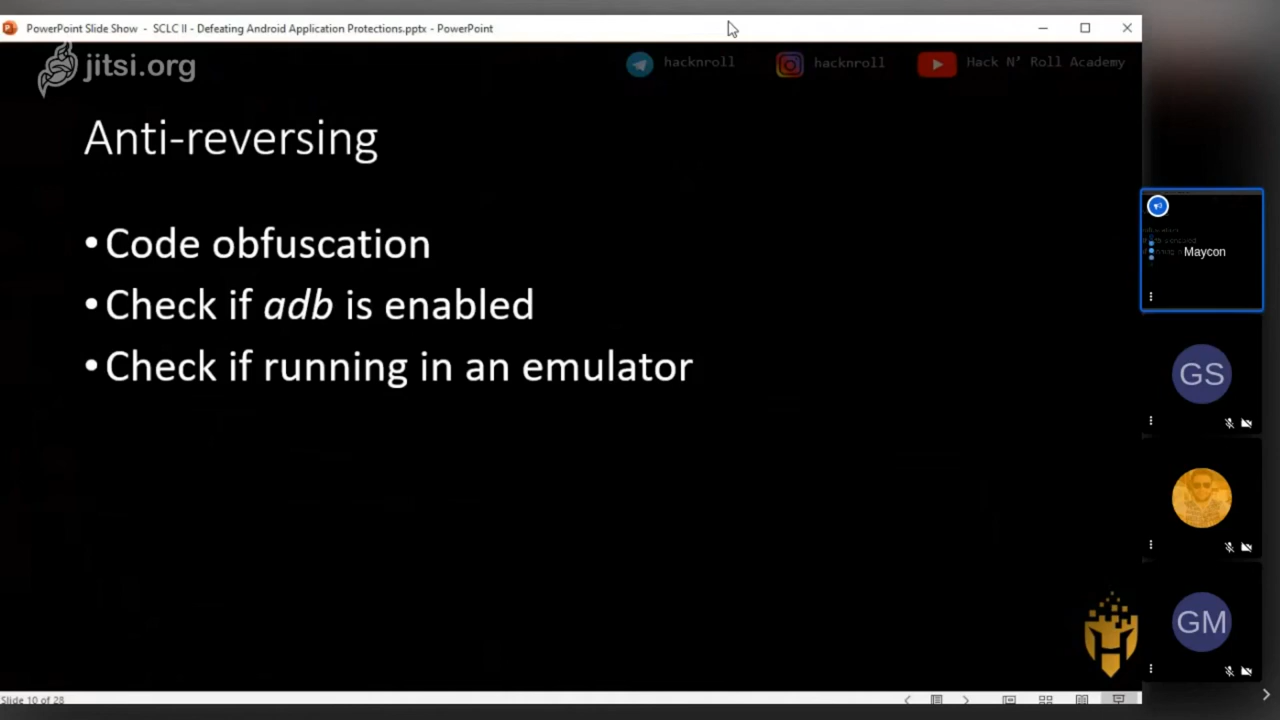 PowerPoint Slide Show - SCLC II - Defeating Android Application Protections.pptx - PowerPoint
jitsi.org
hacknroll
hacknroll
Hack N' Roll Academy
Anti-reversing
•Code obfuscation
•Check if adb is enabled
•Check if running in an emulator
Maycon
GS
GM
Slide 10 of 28